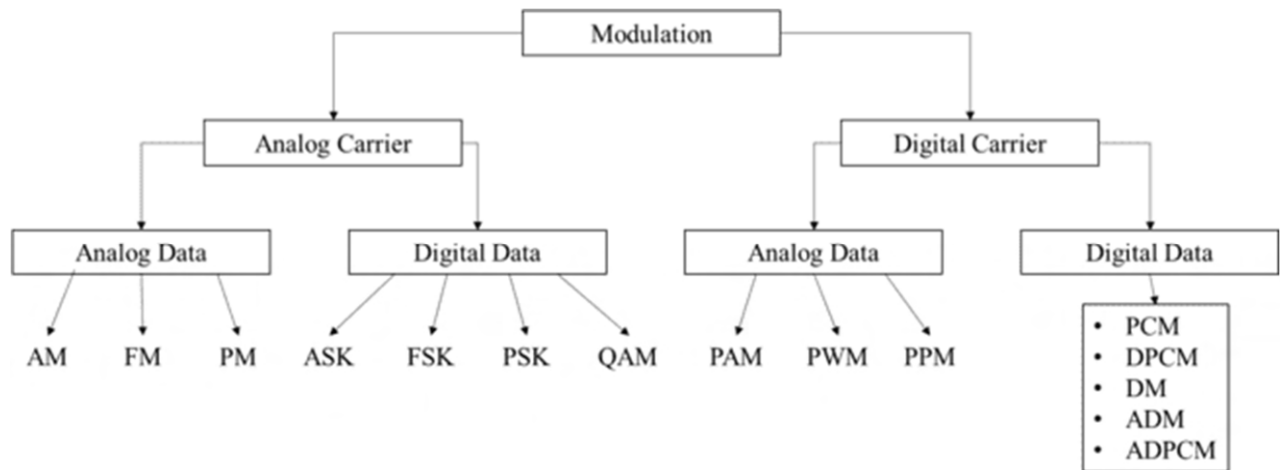 Modulation
Analog Carrier
Digital Carrier
Analog Data
Digital Data
Analog Data
Digital Data
AM
FM
PM
ASK
FSK
PSK
QAM
PAM
PWM
PPM
• PCM
• DPCM
• DM
• ADM
• ADPCM